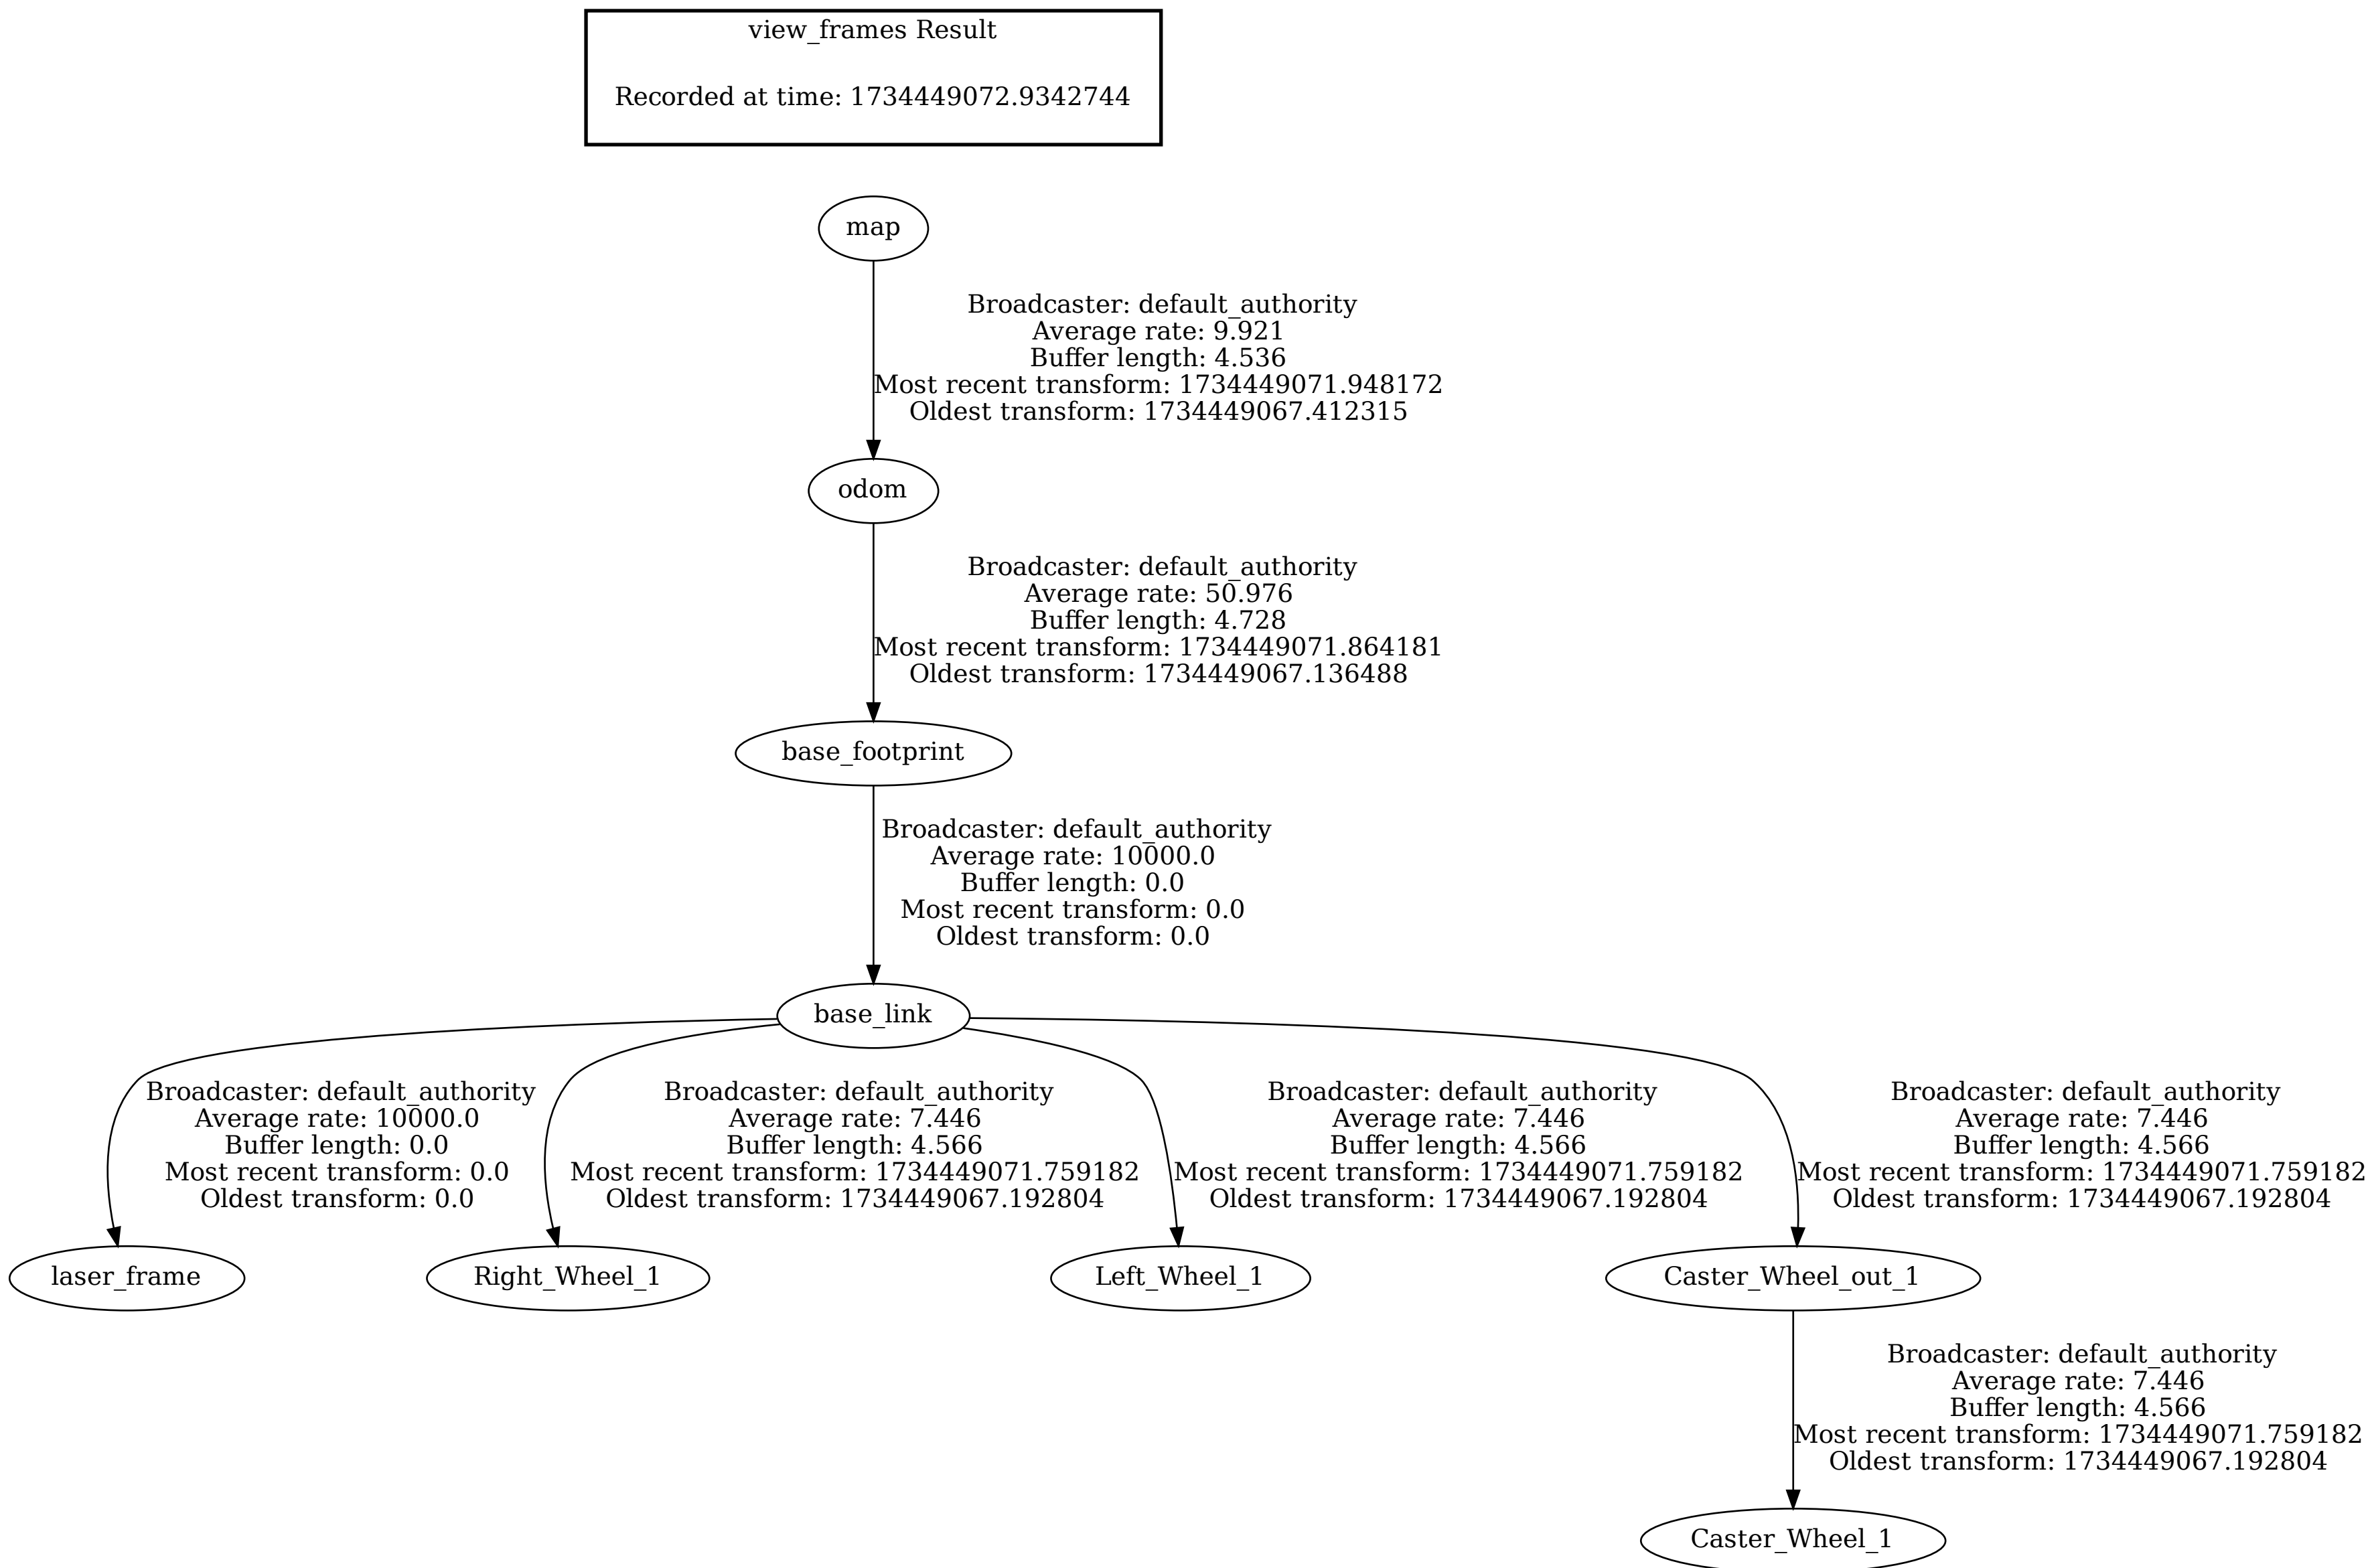 view_frames Result
Recorded at time: 1734449072.9342744
map
Broadcaster: default_authority
Average rate: 9.921
Buffer length: 4.536
Most recent transform: 1734449071.948172
Oldest transform: 1734449067.412315
odom
Broadcaster: default_authority
Average rate: 50.976
Buffer length: 4.728
Most recent transform: 1734449071.864181
Oldest transform: 1734449067.136488
base_footprint
Broadcaster: default_authority
Average rate: 10000.0
Buffer length: 0.0
Most recent transform: 0.0
Oldest transform: 0.0
base_link
Broadcaster: default_authority
Average rate: 10000.0
Buffer length: 0.0
Most recent transform: 0.0
Oldest transform: 0.0
Broadcaster: default_authority
Average rate: 7.446
Buffer length: 4.566
Most recent transform: 1734449071.759182
Oldest transform: 1734449067.192804
Broadcaster: default_authority
Average rate: 7.446
Buffer length: 4.566
Most recent transform: 1734449071.759182
Oldest transform: 1734449067.192804
Broadcaster: default_authority
Average rate: 7.446
Buffer length: 4.566
Most recent transform: 1734449071.759182
Oldest transform: 1734449067.192804
laser_frame
Right_Wheel_1
Left_Wheel_1
Caster_Wheel_out_1
Broadcaster: default_authority
Average rate: 7.446
Buffer length: 4.566
Most recent transform: 1734449071.759182
Oldest transform: 1734449067.192804
Caster_Wheel_1